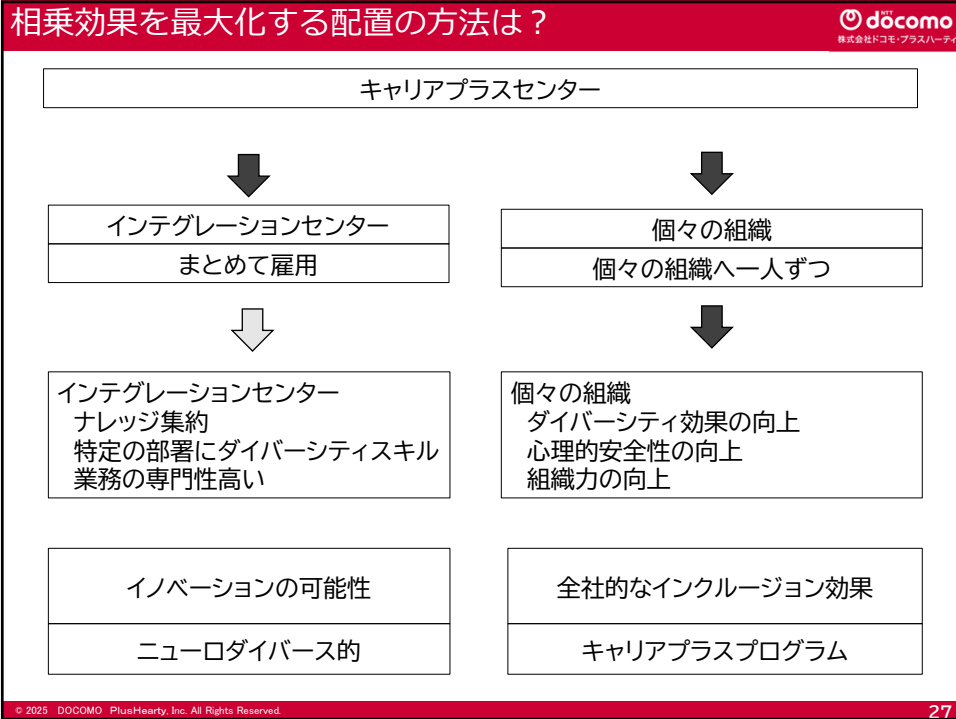 相乗効果を最大化する配置の方法は？
NTT
docomo
株式会社ドコモ・プラスハーティ
キャリアプラスセンター
インテグレーションセンター
まとめて雇用
個々の組織
個々の組織へ一人ずつ
インテグレーションセンター
ナレッジ集約
特定の部署にダイバーシティスキル
業務の専門性高い
個々の組織
ダイバーシティ効果の向上
心理的安全性の向上
組織力の向上
イノベーションの可能性
ニューロダイバース的
全社的なインクルージョン効果
キャリアプラスプログラム
© 2025 DOCOMO PlusHearty, Inc. All Rights Reserved.
27